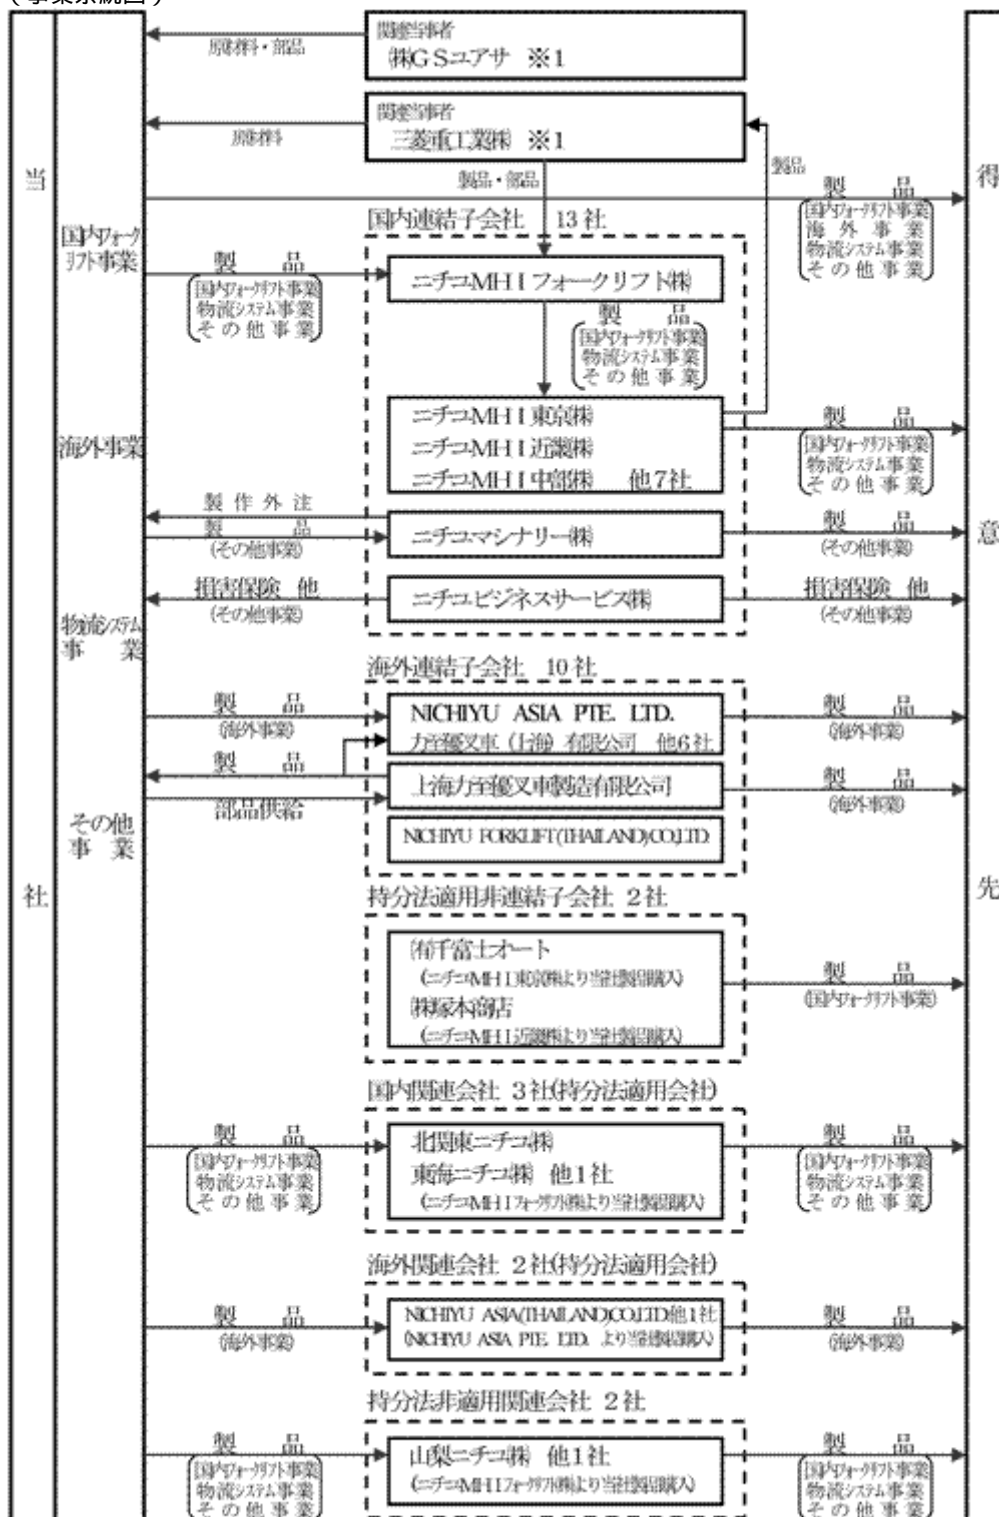 (事業系統図)
当
社
国内フォーク
リフト事業
海外事業
物流システム
事 業
その他
事 業
得
意
先
原材料・部品
関連当事者
㈱GSユアサ ※1
原材料
関連当事者
三菱重工業㈱ ※1
製品・部品
製品
製 品
国内フォークリフト事業
海 外 事 業
物流システム事業
そ の 他 事 業
国内連結子会社 13社
製 品
国内フォークリフト事業
物流システム事業
そ の 他 事 業
ニチユMHIフォークリフト㈱
製 品
国内フォークリフト事業
物流システム事業
そ の 他 事 業
ニチユMHI東京㈱
ニチユMHI近畿㈱
ニチユMHI中部㈱ 他7社
製 品
国内フォークリフト事業
物流システム事業
そ の 他 事 業
製 作 外 注
製 品
(その他事業)
ニチユマシナリー㈱
製 品
(その他事業)
損害保険 他
(その他事業)
ニチユビジネスサービス㈱
損害保険 他
(その他事業)
海外連結子会社 10社
製 品
(海外事業)
NICHIYU ASIA PTE. LTD.
力至優叉車(上海)有限公司 他6社
製 品
(海外事業)
製 品
部品供給
上海力至優叉車製造有限公司
製 品
(海外事業)
NICHIYU FORKLIFT(THAILAND)CO.,LTD.
持分法適用非連結子会社 2社
㈲千富士オート
(ニチユMHI東京㈱より当社製品購入)
㈱塚本商店
(ニチユMHI近畿㈱より当社製品購入)
製 品
(国内フォークリフト事業)
国内関連会社 3社(持分法適用会社)
製 品
国内フォークリフト事業
物流システム事業
そ の 他 事 業
北関東ニチユ㈱
東海ニチユ㈱ 他1社
(ニチユMHIフォークリフト㈱より当社製品購入)
製 品
国内フォークリフト事業
物流システム事業
そ の 他 事 業
海外関連会社 2社(持分法適用会社)
製 品
(海外事業)
NICHIYU ASIA(THAILAND)CO.,LTD.他1社
(NICHIYU ASIA PTE. LTD. より当社製品購入)
製 品
(海外事業)
持分法非適用関連会社 2社
製 品
国内フォークリフト事業
物流システム事業
そ の 他 事 業
山梨ニチユ㈱ 他1社
(ニチユMHIフォークリフト㈱より当社製品購入)
製 品
国内フォークリフト事業
物流システム事業
そ の 他 事 業